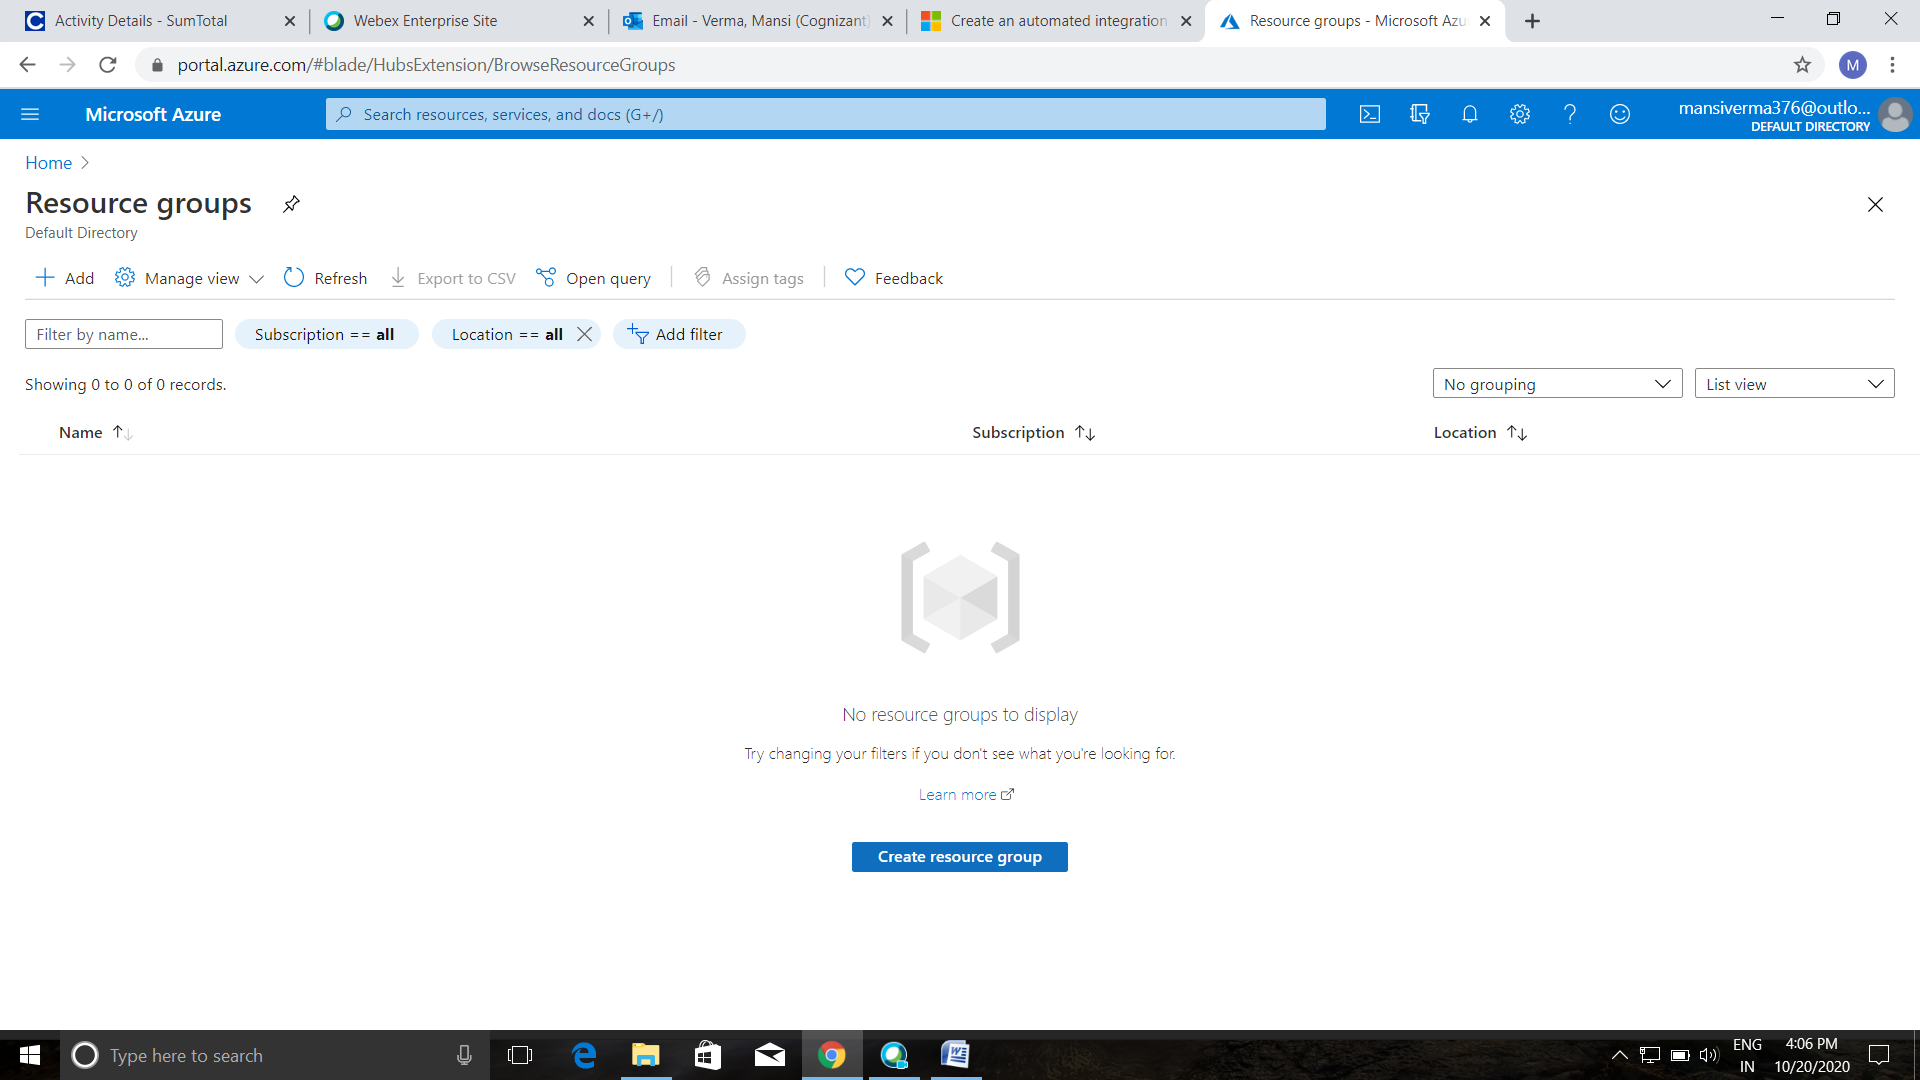 Activity Details - SumTotal
Webex Enterprise Site
Email - Verma, Mansi (Cognizant)
Create an automated integration
Resource groups - Microsoft Azu
portal.azure.com/#blade/HubsExtension/BrowseResourceGroups
M
Microsoft Azure
Search resources, services, and docs (G+/)
mansiverma376@outlo...
DEFAULT DIRECTORY
Home
Resource groups
Default Directory
Add
Manage view
Refresh
Export to CSV
Open query
Assign tags
Feedback
Filter by name...
Subscription == all
Location == all
Add filter
Showing 0 to 0 of 0 records.
No grouping
List view
Name
Subscription
Location
No resource groups to display
Try changing your filters if you don't see what you're looking for.
Learn more
Create resource group
Type here to search
ENG
IN
4:06 PM
10/20/2020